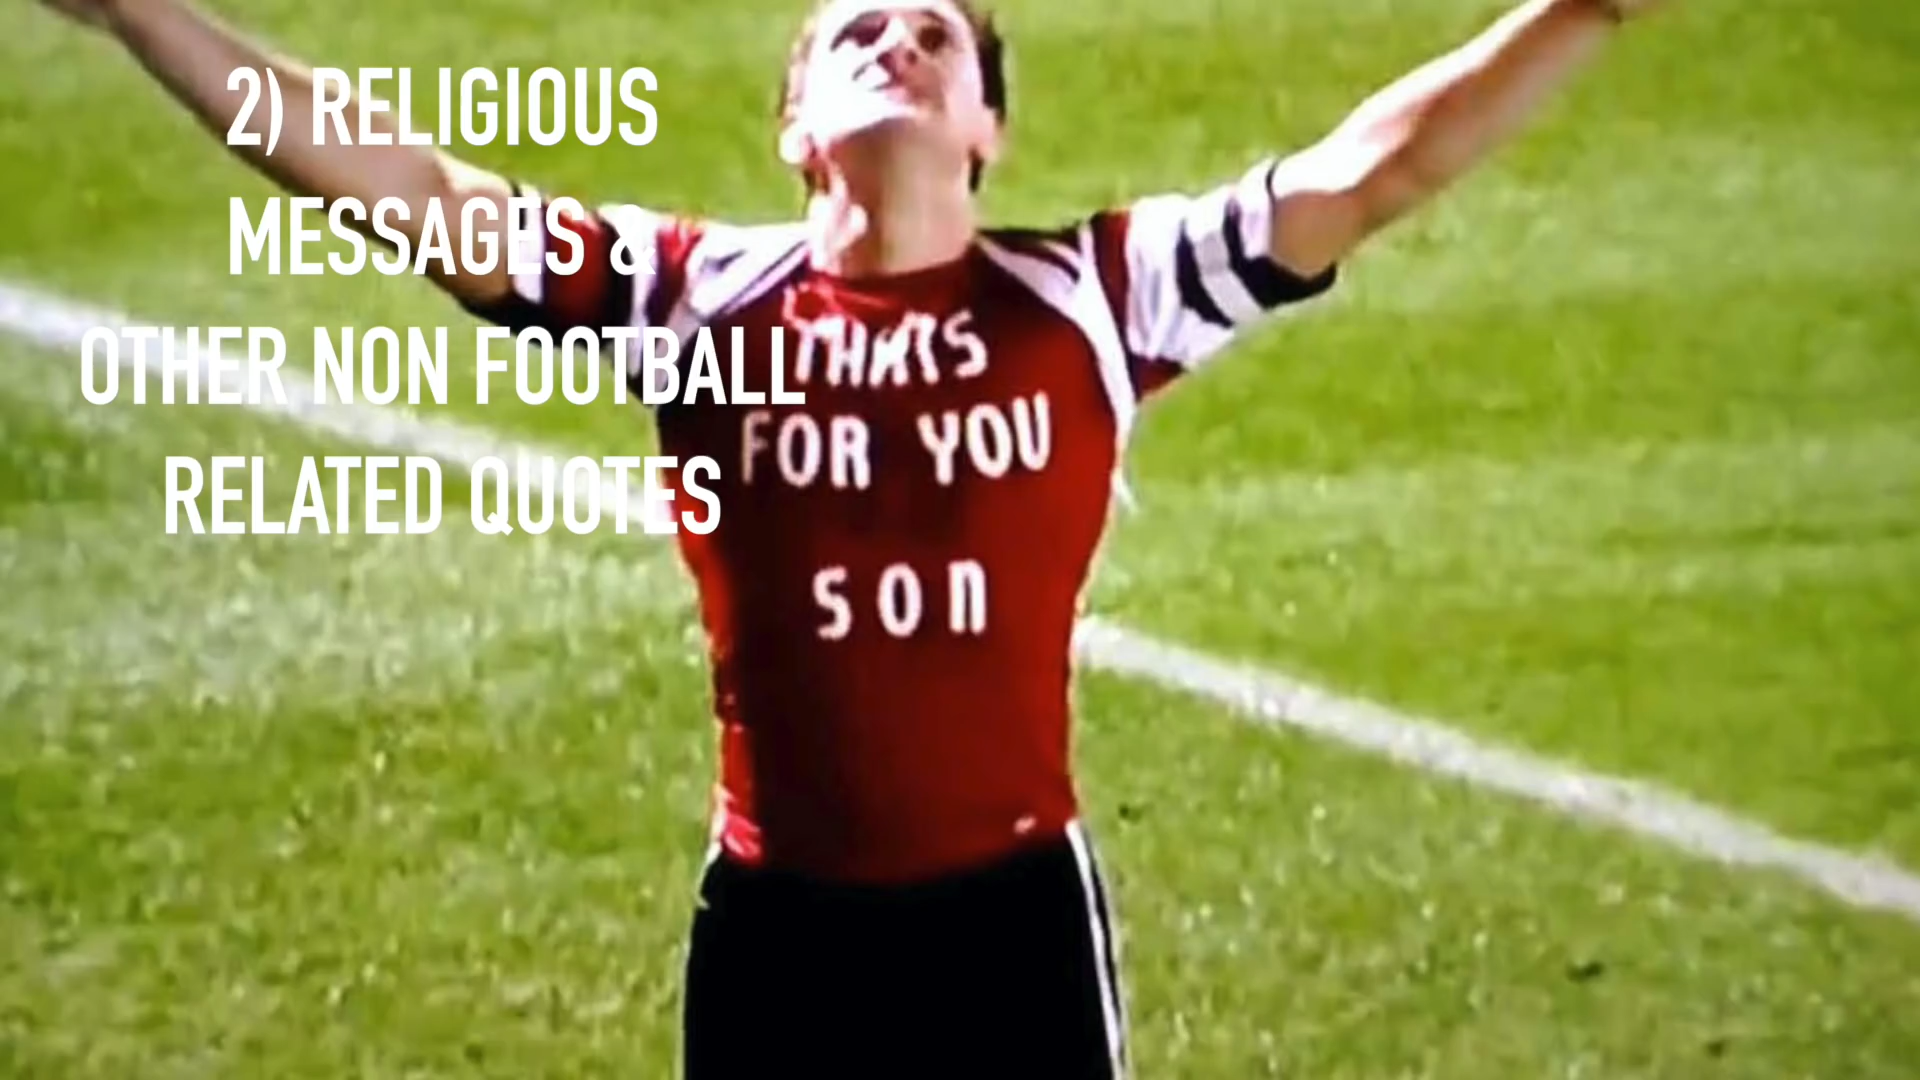 2) RELIGIOUS
MESSAGES &
OTHER NON FOOTBALL
RELATED QUOTES
THATS
FOR YOU
son